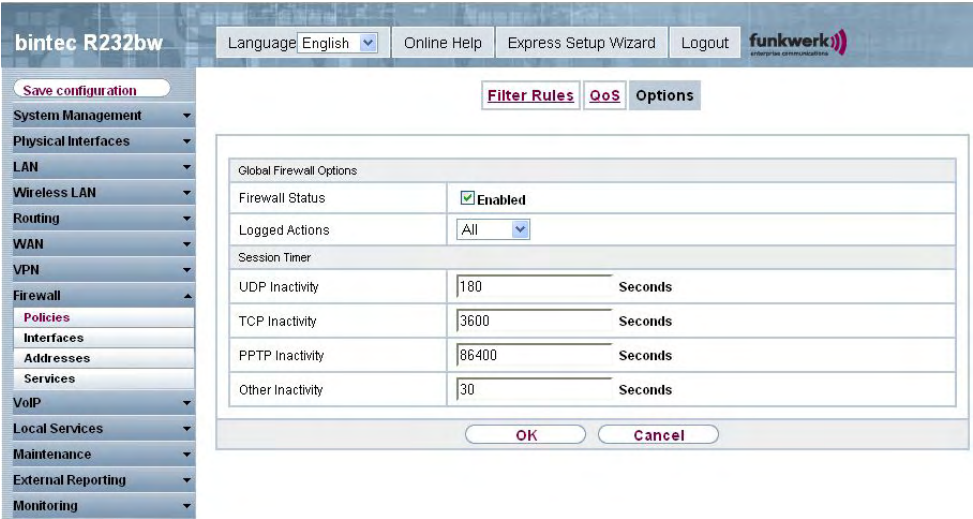 bintec R232bw
Language English Online Help Express Setup Wizard Logout funkwerk
enterprise communications
Save configuration
System Management
Physical Interfaces
LAN
Wireless LAN
Routing
WAN
VPN
Firewall
Policies
Interfaces
Addresses
Services
VoIP
Local Services
Maintenance
External Reporting
Monitoring
Filter Rules QoS Options
Global Firewall Options
Firewall Status Enabled
Logged Actions All
Session Timer
UDP Inactivity 180 Seconds
TCP Inactivity 3600 Seconds
PPTP Inactivity 86400 Seconds
Other Inactivity 30 Seconds
OK Cancel